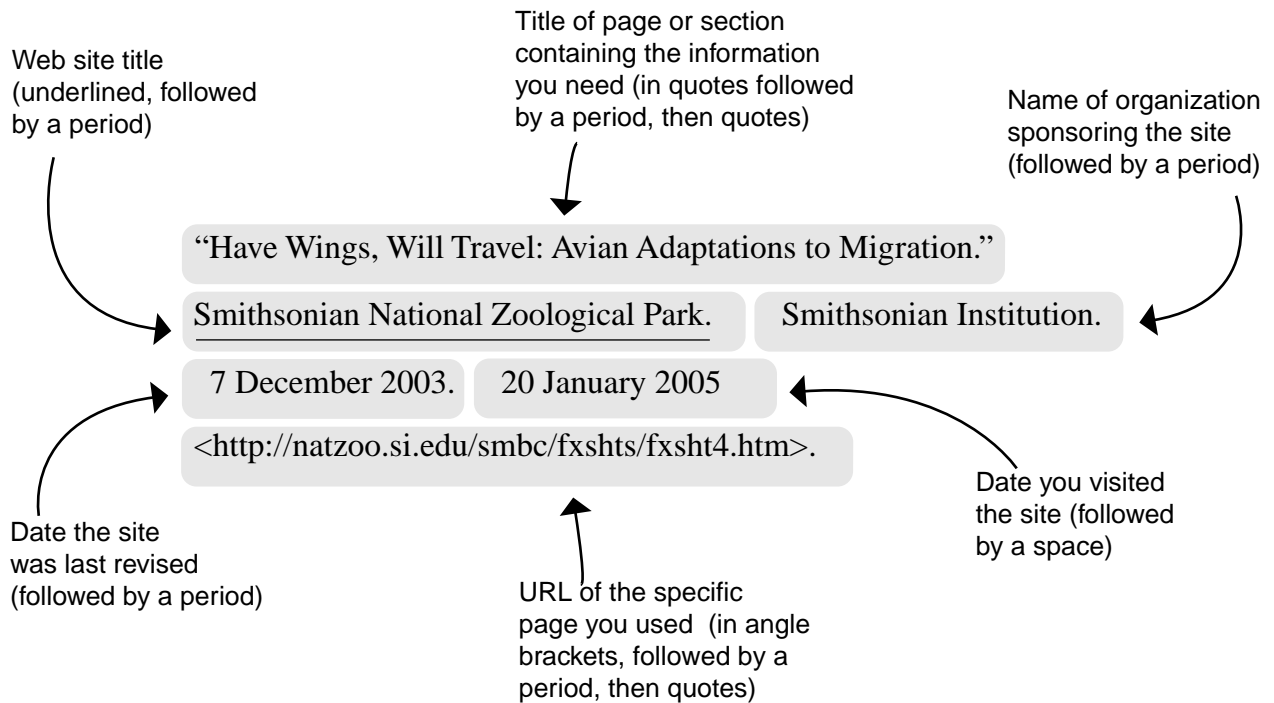 Web site title
(underlined, followed
by a period)
Title of page or section
containing the information
you need (in quotes followed
by a period, then quotes)
Name of organization
sponsoring the site
(followed by a period)
“Have Wings, Will Travel: Avian Adaptations to Migration.”
Smithsonian National Zoological Park. Smithsonian Institution.
7 December 2003. 20 January 2005
<http://natzoo.si.edu/smbc/fxshts/fxsht4.htm>.
Date the site
was last revised
(followed by a period)
URL of the specific
page you used (in angle
brackets, followed by a
period, then quotes)
Date you visited
the site (followed
by a space)